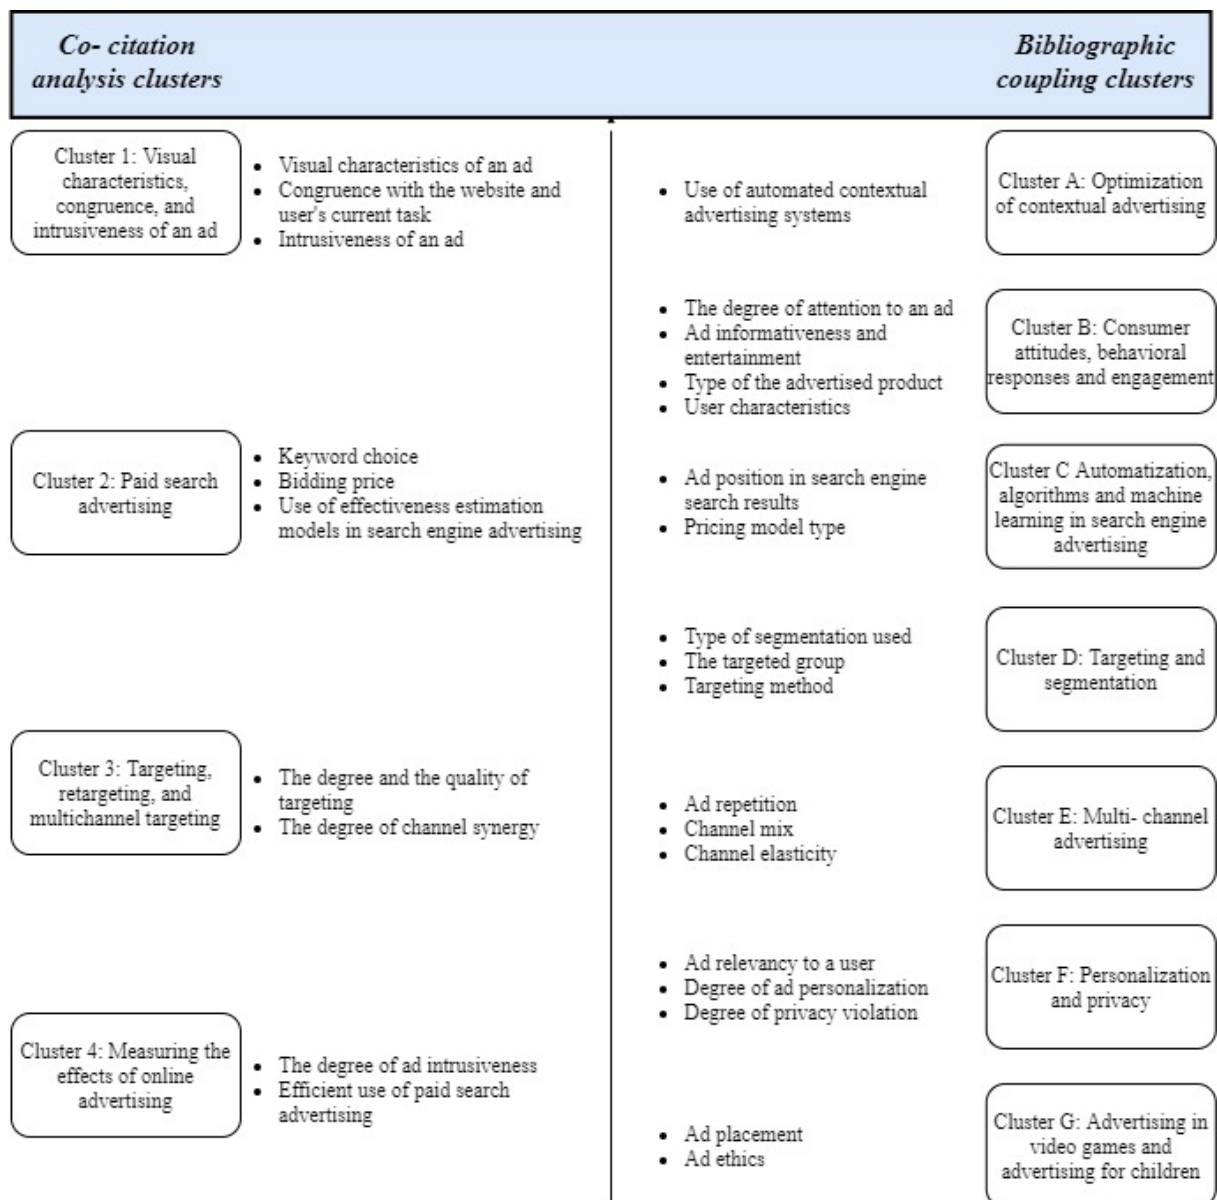 Co- citation
analysis clusters
Bibliographic
coupling clusters
Cluster 1: Visual
characteristics,
congruence, and
intrusiveness of an ad
• Visual characteristics of an ad
• Congruence with the website and
user's current task
• Intrusiveness of an ad
• Use of automated contextual
advertising systems
Cluster A: Optimization
of contextual advertising
• The degree of attention to an ad
• Ad informativeness and
entertainment
• Type of the advertised product
• User characteristics
Cluster B: Consumer
attitudes, behavioral
responses and engagement
Cluster 2: Paid search
advertising
• Keyword choice
• Bidding price
• Use of effectiveness estimation
models in search engine advertising
• Ad position in search engine
search results
• Pricing model type
Cluster C Automatization,
algorithms and machine
learning in search engine
advertising
• Type of segmentation used
• The targeted group
• Targeting method
Cluster D: Targeting and
segmentation
Cluster 3: Targeting,
retargeting, and
multichannel targeting
• The degree and the quality of
targeting
• The degree of channel synergy
• Ad repetition
• Channel mix
• Channel elasticity
Cluster E: Multi- channel
advertising
• Ad relevancy to a user
• Degree of ad personalization
• Degree of privacy violation
Cluster F: Personalization
and privacy
Cluster 4: Measuring the
effects of online
advertising
• The degree of ad intrusiveness
• Efficient use of paid search
advertising
• Ad placement
• Ad ethics
Cluster G: Advertising in
video games and
advertising for children